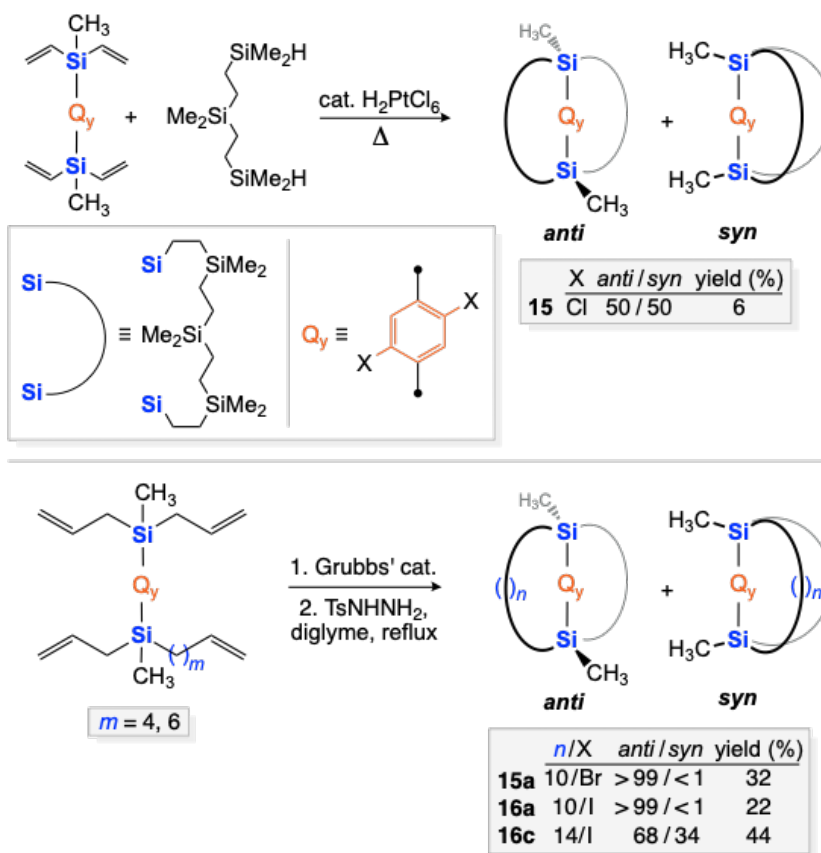 CH₃
Si
Qy
Si
CH₃
+
SiMe₂H
Me₂Si
SiMe₂H
cat. H₂PtCl₆
Δ
H₃C
Si
Qy
Si
CH₃
anti
+
H₃C
Si
Qy
H₃C
Si
syn
X anti / syn yield (%)
15 Cl 50 / 50 6
Si
Si
≡
Si
SiMe₂
Me₂Si
Si
SiMe₂
Qy ≡
X
X
CH₃
Si
Qy
Si
CH₃
( )m
m = 4, 6
1. Grubbs' cat.
2. TsNHNH₂,
diglyme, reflux
H₃C
Si
( )n
Qy
Si
CH₃
anti
+
H₃C
Si
Qy
( )n
H₃C
Si
syn
n/X anti / syn yield (%)
15a 10/Br > 99 / < 1 32
16a 10/I > 99 / < 1 22
16c 14/I 68 / 34 44